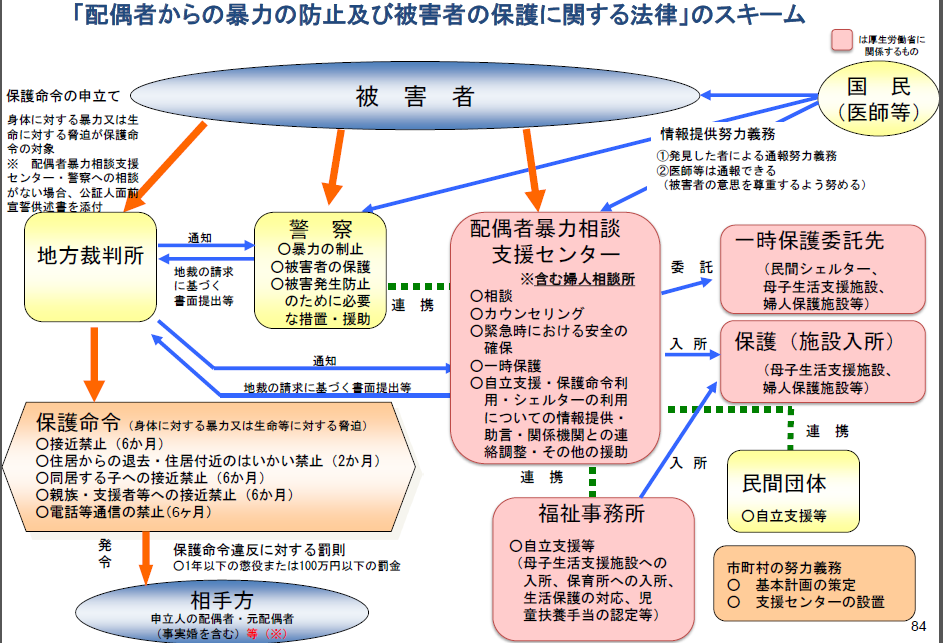 「配偶者からの暴力の防止及び被害者の保護に関する法律」のスキーム
は厚生労働省に
関係するもの
被 害 者
国 民
(医師等)
保護命令の申立て
身体に対する暴力又は生
命に対する脅迫が保護命
令の対象
※ 配偶者暴力相談支援
センター・警察への相談
がない場合、公証人面前
宣誓供述書を添付
情報提供努力義務
①発見した者による通報努力義務
②医師等は通報できる
(被害者の意思を尊重するよう努める)
地方裁判所
通知
地裁の請求
に基づく
書面提出等
警 察
○暴力の制止
○被害者の保護
○被害発生防止
のために必要
な措置・援助
連 携
配偶者暴力相談
支援センター
※含む婦人相談所
○相談
○カウンセリング
○緊急時における安全の
確保
○一時保護
○自立支援・保護命令利
用・シェルターの利用
についての情報提供・
助言・関係機関との連
絡調整・その他の援助
委 託
一時保護委託先
(民間シェルター、
母子生活支援施設、
婦人保護施設等)
入 所
保護(施設入所)
(母子生活支援施設、
婦人保護施設等)
通知
地裁の請求に基づく書面提出等
保護命令(身体に対する暴力又は生命等に対する脅迫)
○接近禁止(6か月)
○住居からの退去・住居付近のはいかい禁止(2か月)
○同居する子への接近禁止(6か月)
○親族・支援者等への接近禁止(6か月)
○電話等通信の禁止(6ヶ月)
連 携
入 所
連 携
民間団体
○自立支援等
福祉事務所
○自立支援等
(母子生活支援施設への
入所、保育所への入所、
生活保護の対応、児
童扶養手当の認定等)
市町村の努力義務
○ 基本計画の策定
○ 支援センターの設置
発
令
保護命令違反に対する罰則
○1年以下の懲役または100万円以下の罰金
相手方
申立人の配偶者・元配偶者
(事実婚を含む)等(※)
84